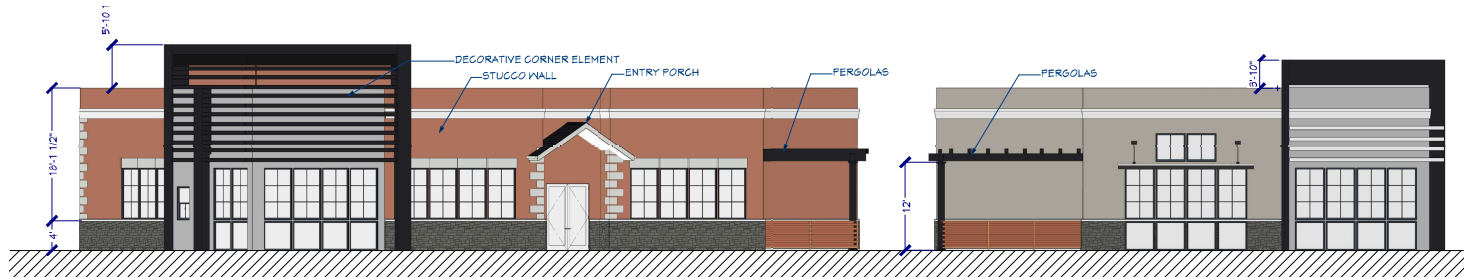 5'-10 1
DECORATIVE CORNER ELEMENT
STUCCO WALL
ENTRY PORCH
PERGOLAS
PERGOLAS
3'-10"
18'-1 1/2"
12'
4'